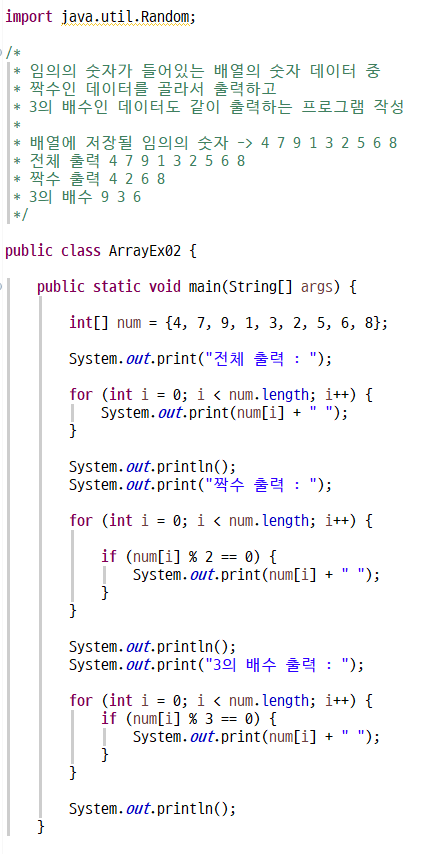 import java.util.Random;
/*
* 임의의 숫자가 들어있는 배열의 숫자 데이터 중
* 짝수인 데이터를 골라서 출력하고
* 3의 배수인 데이터도 같이 출력하는 프로그램 작성
*
* 배열에 저장될 임의의 숫자 -> 4 7 9 1 3 2 5 6 8
* 전체 출력 4 7 9 1 3 2 5 6 8
* 짝수 출력 4 2 6 8
* 3의 배수 9 3 6
*/
public class ArrayEx02 {
public static void main(String[] args) {
int[] num = {4, 7, 9, 1, 3, 2, 5, 6, 8};
System.out.print("전체 출력 : ");
for (int i = 0; i < num.length; i++) {
System.out.print(num[i] + " ");
}
System.out.println();
System.out.print("짝수 출력 : ");
for (int i = 0; i < num.length; i++) {
if (num[i] % 2 == 0) {
System.out.print(num[i] + " ");
}
}
System.out.println();
System.out.print("3의 배수 출력 : ");
for (int i = 0; i < num.length; i++) {
if (num[i] % 3 == 0) {
System.out.print(num[i] + " ");
}
}
System.out.println();
}